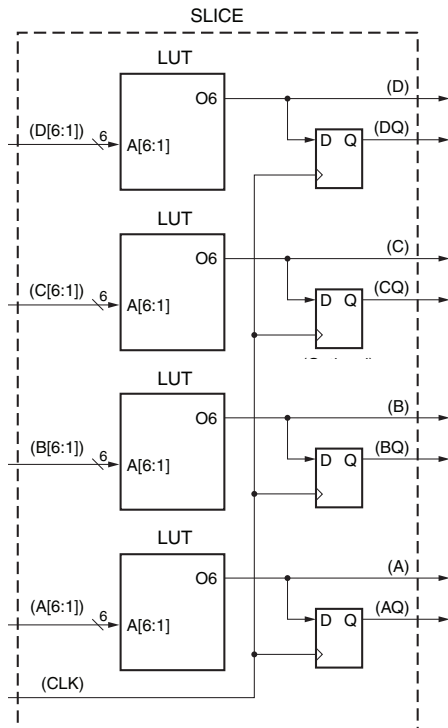 SLICE
LUT
O6
(D)
(D[6:1])
6
A[6:1]
D Q
(DQ)
LUT
O6
(C)
(C[6:1])
6
A[6:1]
D Q
(CQ)
LUT
O6
(B)
(B[6:1])
6
A[6:1]
D Q
(BQ)
LUT
O6
(A)
(A[6:1])
6
A[6:1]
D Q
(AQ)
(CLK)